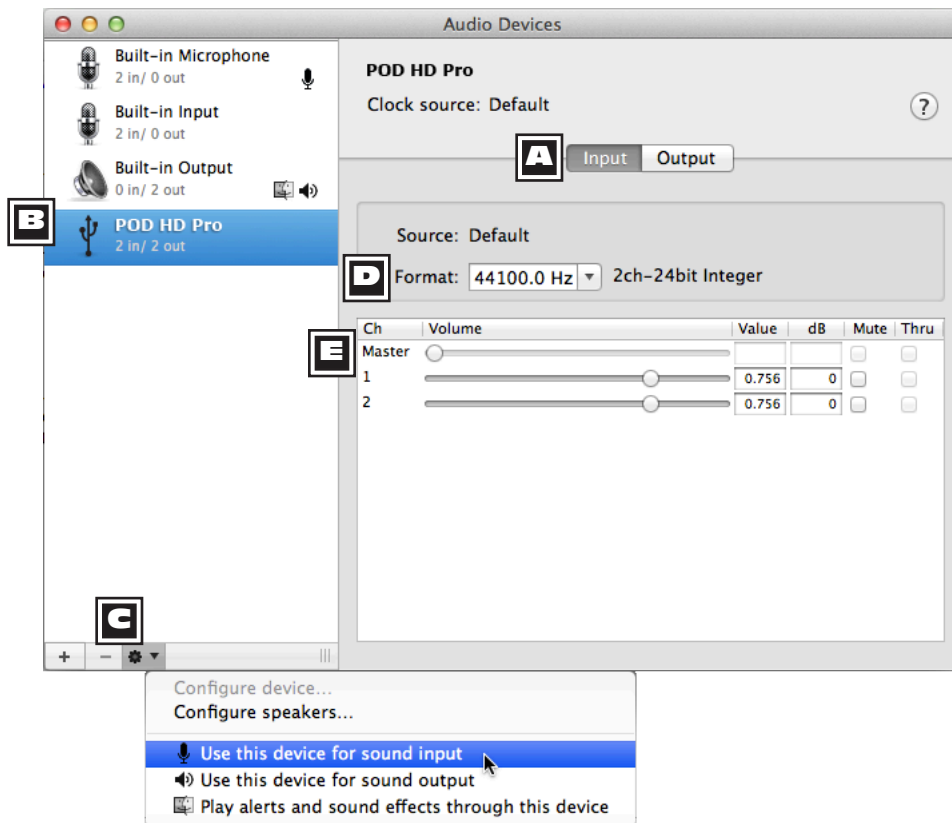 Audio Devices
Built-in Microphone
2 in/ 0 out
Built-in Input
2 in/ 0 out
Built-in Output
0 in/ 2 out
B
POD HD Pro
2 in/ 2 out
C
+ −
POD HD Pro
Clock source: Default
?
A
Input Output
Source: Default
D
Format: 44100.0 Hz 2ch-24bit Integer
E
Ch Volume Value dB Mute Thru
Master
1 0.756 0
2 0.756 0
Configure device...
Configure speakers...
Use this device for sound input
Use this device for sound output
Play alerts and sound effects through this device